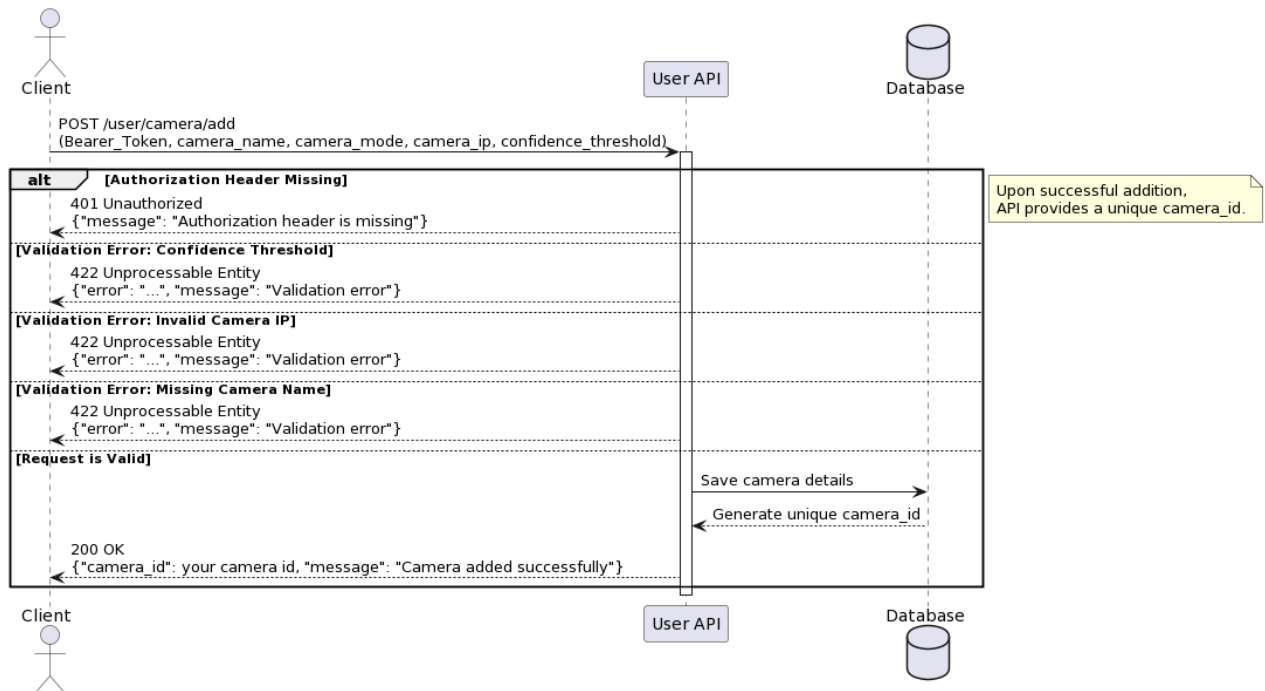 Client
User API
Database
POST /user/camera/add
(Bearer_Token, camera_name, camera_mode, camera_ip, confidence_threshold)
alt [Authorization Header Missing]
401 Unauthorized
{"message": "Authorization header is missing"}
Upon successful addition,
API provides a unique camera_id.
[Validation Error: Confidence Threshold]
422 Unprocessable Entity
{"error": "...", "message": "Validation error"}
[Validation Error: Invalid Camera IP]
422 Unprocessable Entity
{"error": "...", "message": "Validation error"}
[Validation Error: Missing Camera Name]
422 Unprocessable Entity
{"error": "...", "message": "Validation error"}
[Request is Valid]
Save camera details
Generate unique camera_id
200 OK
{"camera_id": your camera id, "message": "Camera added successfully"}
Client
User API
Database